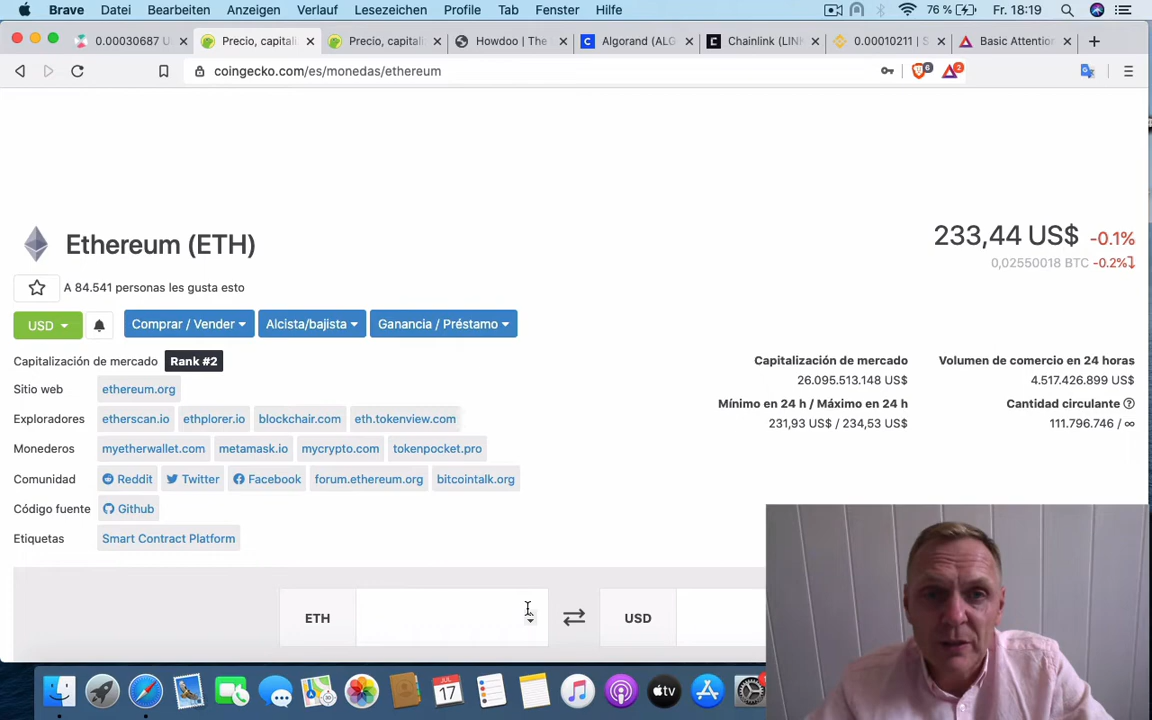 Brave Datei Bearbeiten Anzeigen Verlauf Lesezeichen Profile Tab Fenster Hilfe 76 % Fr. 18:19
0.00030687 U Precio, capitali Precio, capitali Howdoo | The Algorand (ALG Chainlink (LINK 0.00010211 | S Basic Attention
coingecko.com/es/monedas/ethereum 6 2
Ethereum (ETH) 233,44 US$ -0.1%
0,02550018 BTC -0.2%
A 84.541 personas les gusta esto
USD Comprar / Vender Alcista/bajista Ganancia / Préstamo
Capitalización de mercado Rank #2 Capitalización de mercado Volumen de comercio en 24 horas
26.095.513.148 US$ 4.517.426.899 US$
Sitio web ethereum.org
Mínimo en 24 h / Máximo en 24 h Cantidad circulante
Exploradores etherscan.io ethplorer.io blockchair.com eth.tokenview.com 231,93 US$ / 234,53 US$ 111.796.746 / ∞
Monederos myetherwallet.com metamask.io mycrypto.com tokenpocket.pro
Comunidad Reddit Twitter Facebook forum.ethereum.org bitcointalk.org
Código fuente Github
Etiquetas Smart Contract Platform
ETH USD
JUL
17
tv